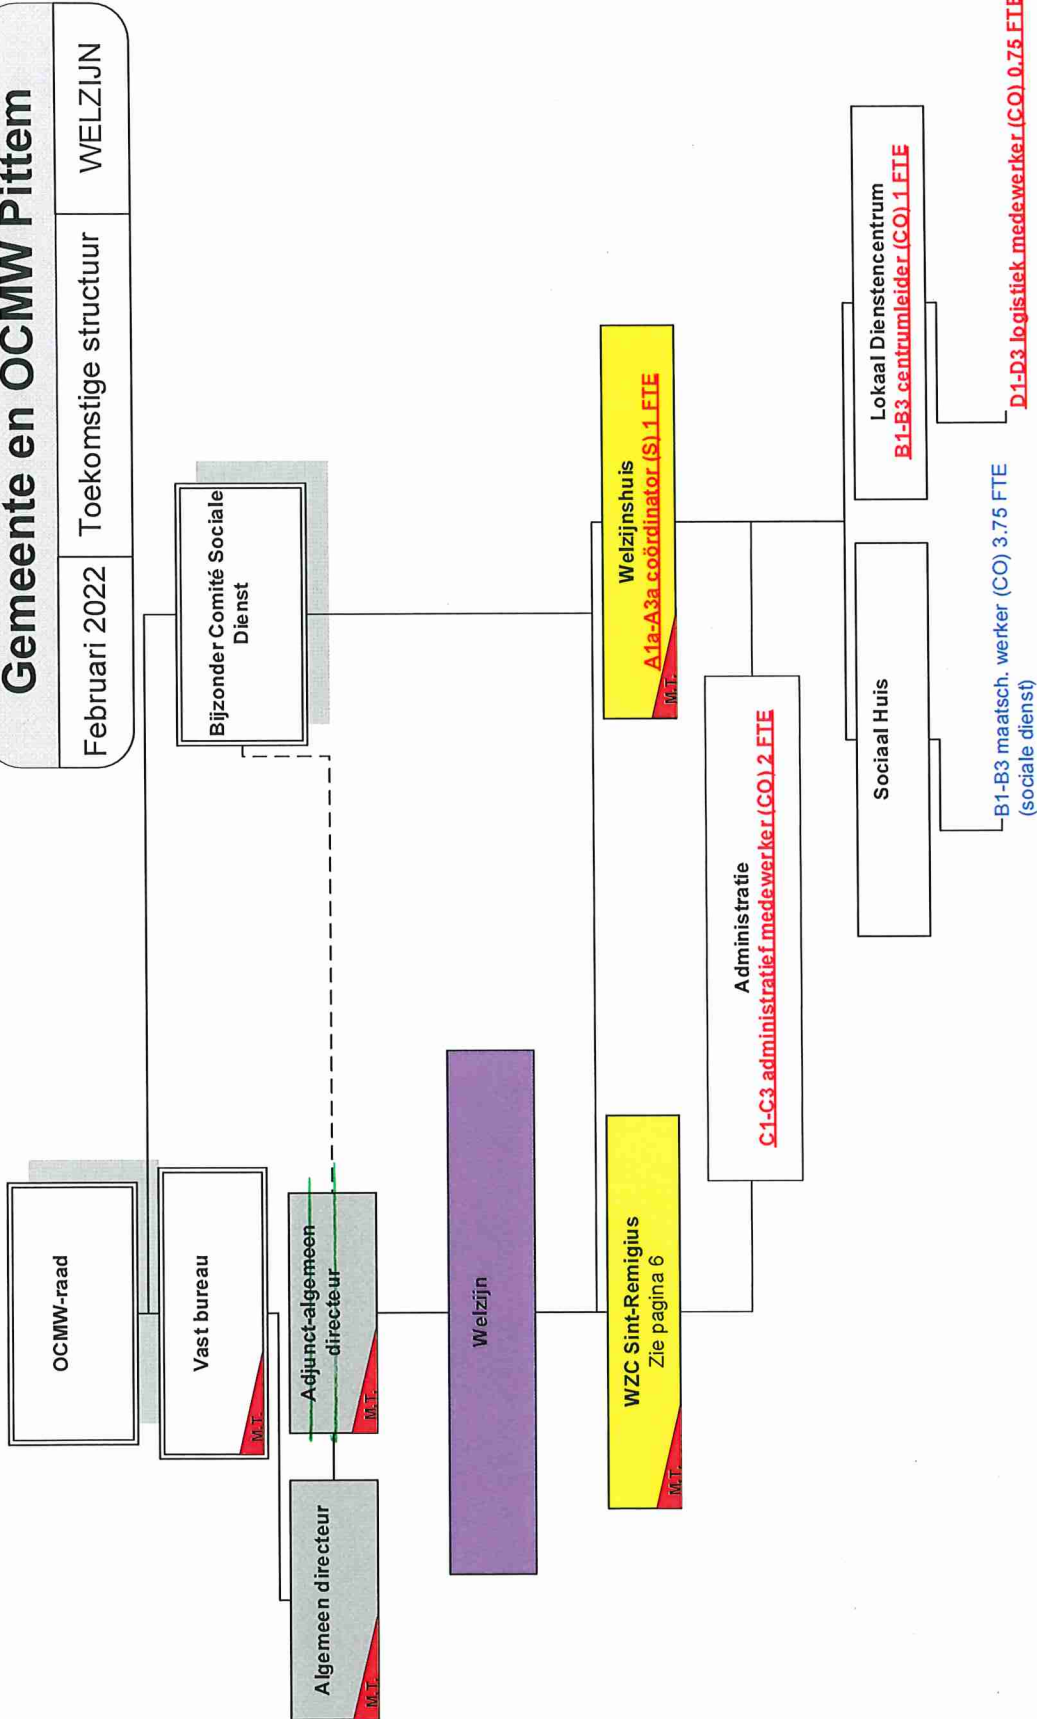 Gemeente en OCMW Pittem
Februari 2022
Toekomstige structuur
WELZIJN
OCMW-raad
Vast bureau
M.T.
Bijzonder Comité Sociale
Dienst
Algemeen directeur
M.T.
Adjunct-algemeen
directeur
M.T.
Welzijn
WZC Sint-Remigius
Zie pagina 6
M.T.
Welzijnshuis
A1a-A3a coördinator (S) 1 FTE
M.T.
Administratie
C1-C3 administratief medewerker (CO) 2 FTE
Sociaal Huis
Lokaal Dienstencentrum
B1-B3 centrumleider (CO) 1 FTE
B1-B3 maatsch. werker (CO) 3.75 FTE
(sociale dienst)
D1-D3 logistiek medewerker (CO) 0.75 FTE